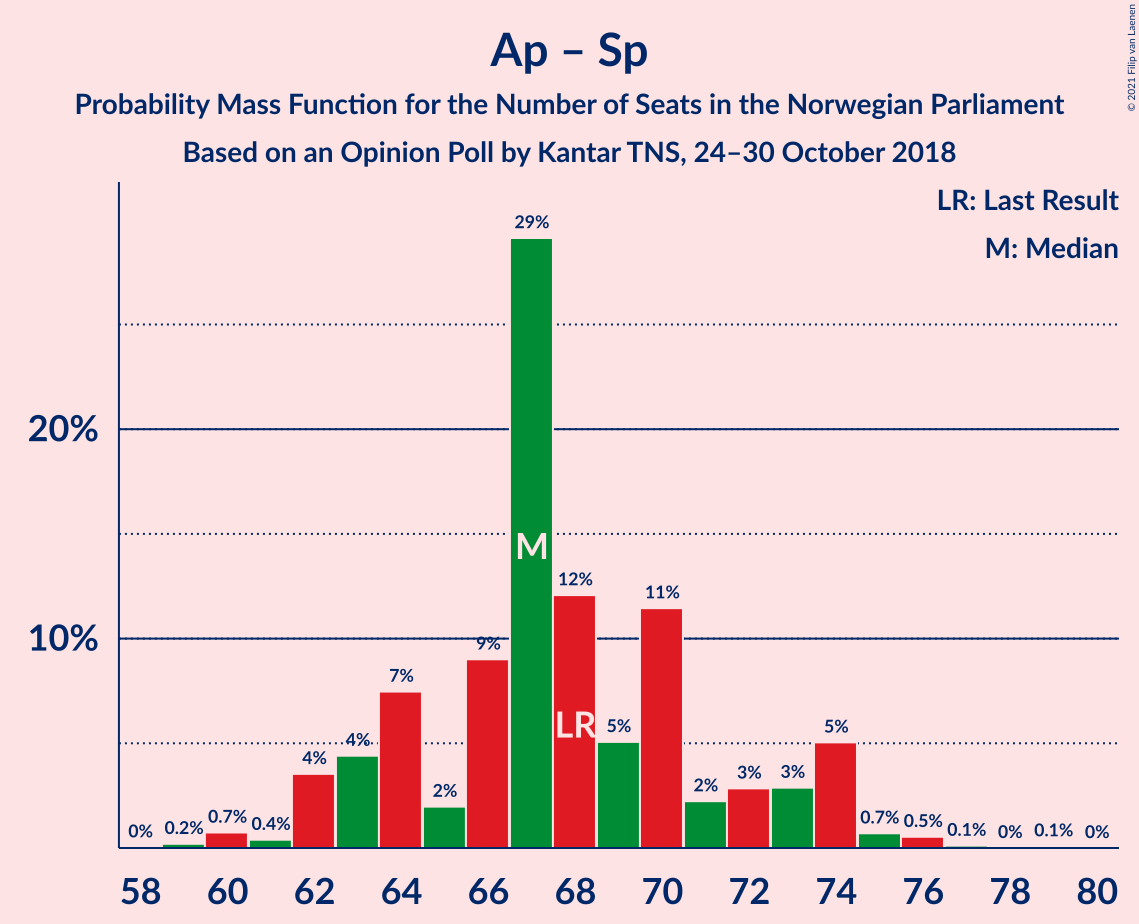 Ap – Sp
Probability Mass Function for the Number of Seats in the Norwegian Parliament
Based on an Opinion Poll by Kantar TNS, 24–30 October 2018
© 2021 Filip van Laenen
LR: Last Result
M: Median
20%
10%
0%
0.2%
0.7%
0.4%
4%
4%
7%
2%
9%
29%
12%
5%
11%
2%
3%
3%
5%
0.7%
0.5%
0.1%
0%
0.1%
0%
M
LR
58 60 62 64 66 68 70 72 74 76 78 80